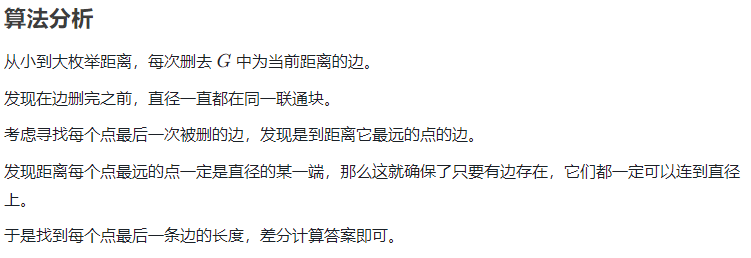 算法分析
从小到大枚举距离，每次删去 G 中为当前距离的边。
发现在边删完之前，直径一直都在同一联通块。
考虑寻找每个点最后一次被删的边，发现是到距离它最远的点的边。
发现距离每个点最远的点一定是直径的某一端，那么这就确保了只要有边存在，它们都一定可以连到直径
上。
于是找到每个点最后一条边的长度，差分计算答案即可。